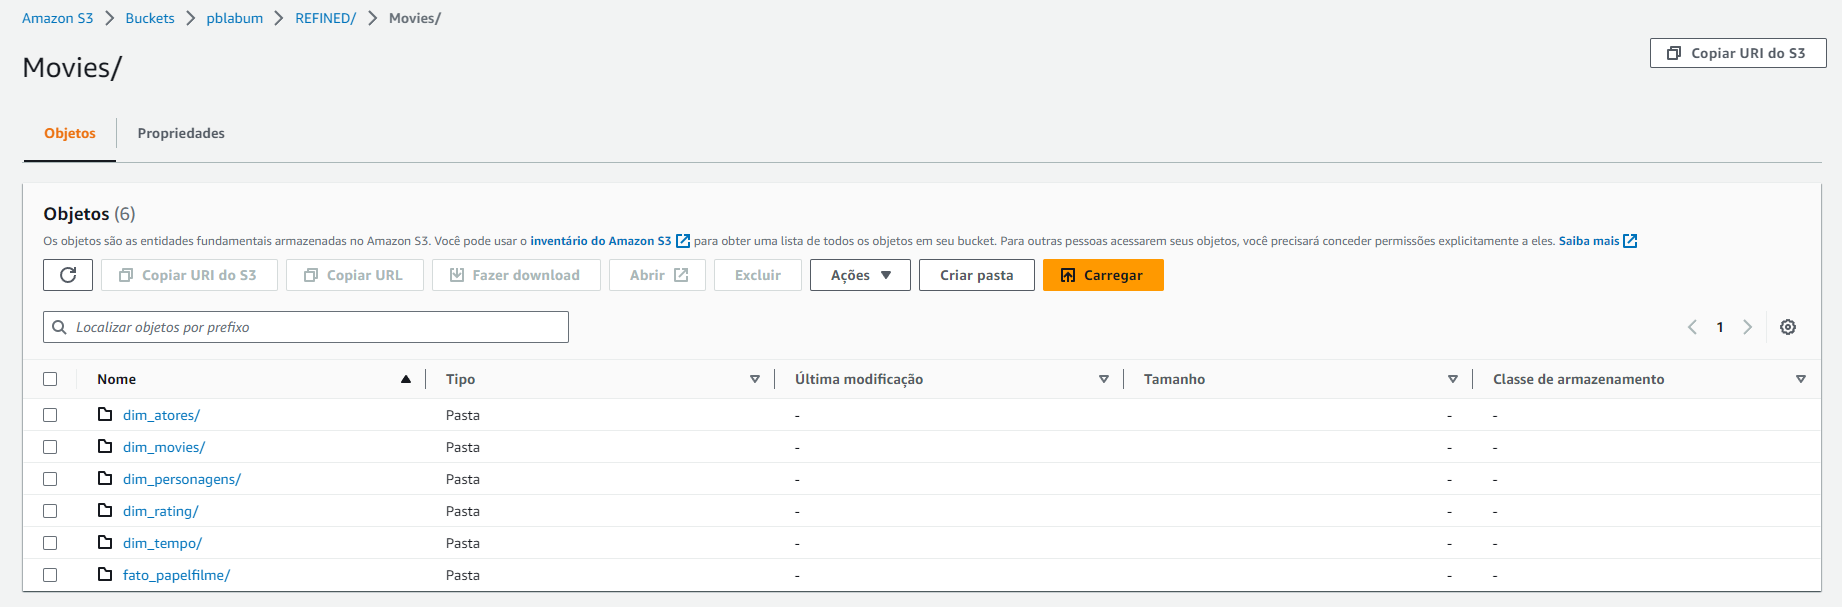 Amazon S3 > Buckets > pblabum > REFINED/ > Movies/
Movies/
Copiar URI do S3
Objetos Propriedades
Objetos (6)
Os objetos são as entidades fundamentais armazenadas no Amazon S3. Você pode usar o inventário do Amazon S3 para obter uma lista de todos os objetos em seu bucket. Para outras pessoas acessarem seus objetos, você precisará conceder permissões explicitamente a eles. Saiba mais
Copiar URI do S3 Copiar URL Fazer download Abrir Excluir Ações Criar pasta Carregar
Localizar objetos por prefixo 1
Nome Tipo Última modificação Tamanho Classe de armazenamento
dim_atores/ Pasta - - -
dim_movies/ Pasta - - -
dim_personagens/ Pasta - - -
dim_rating/ Pasta - - -
dim_tempo/ Pasta - - -
fato_papelfilme/ Pasta - - -